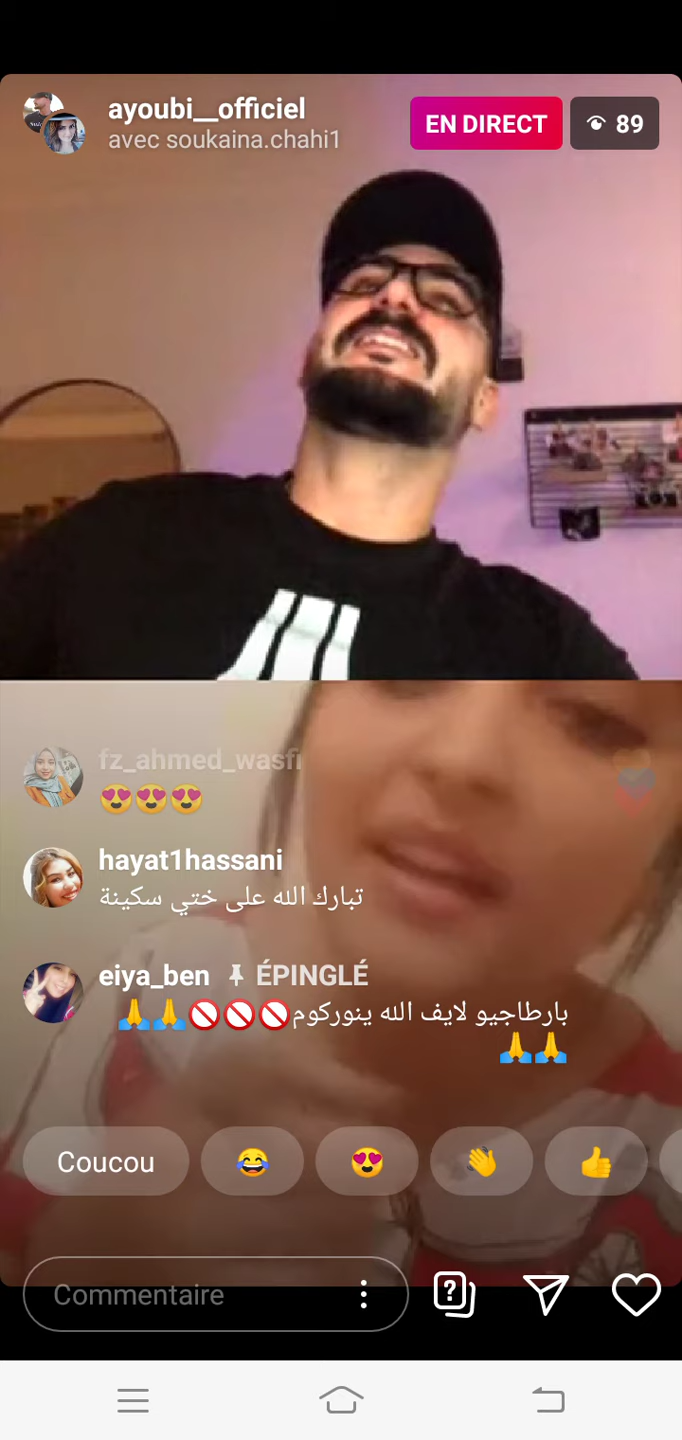 ayoubi__officiel
avec soukaina.chahi1
EN DIRECT
89
fz_ahmed_wasfi
😍😍😍
hayat1hassani
تبارك الله على ختي سكينة
eiya_ben ÉPINGLÉ
بارطاجيو لايف الله ينوركوم🚫🚫🚫🙏🙏
🙏🙏
Coucou 😂 😍 👋 👍
Commentaire